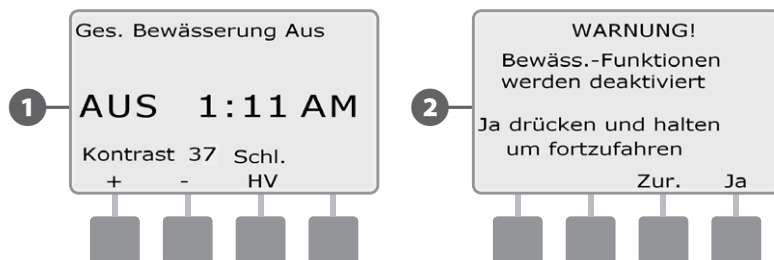 1
Ges. Bewässerung Aus
AUS 1:11 AM
Kontrast 37 Schl.
+ - HV
2
WARNUNG!
Bewäss.-Funktionen
werden deaktiviert
Ja drücken und halten
um fortzufahren
Zur. Ja